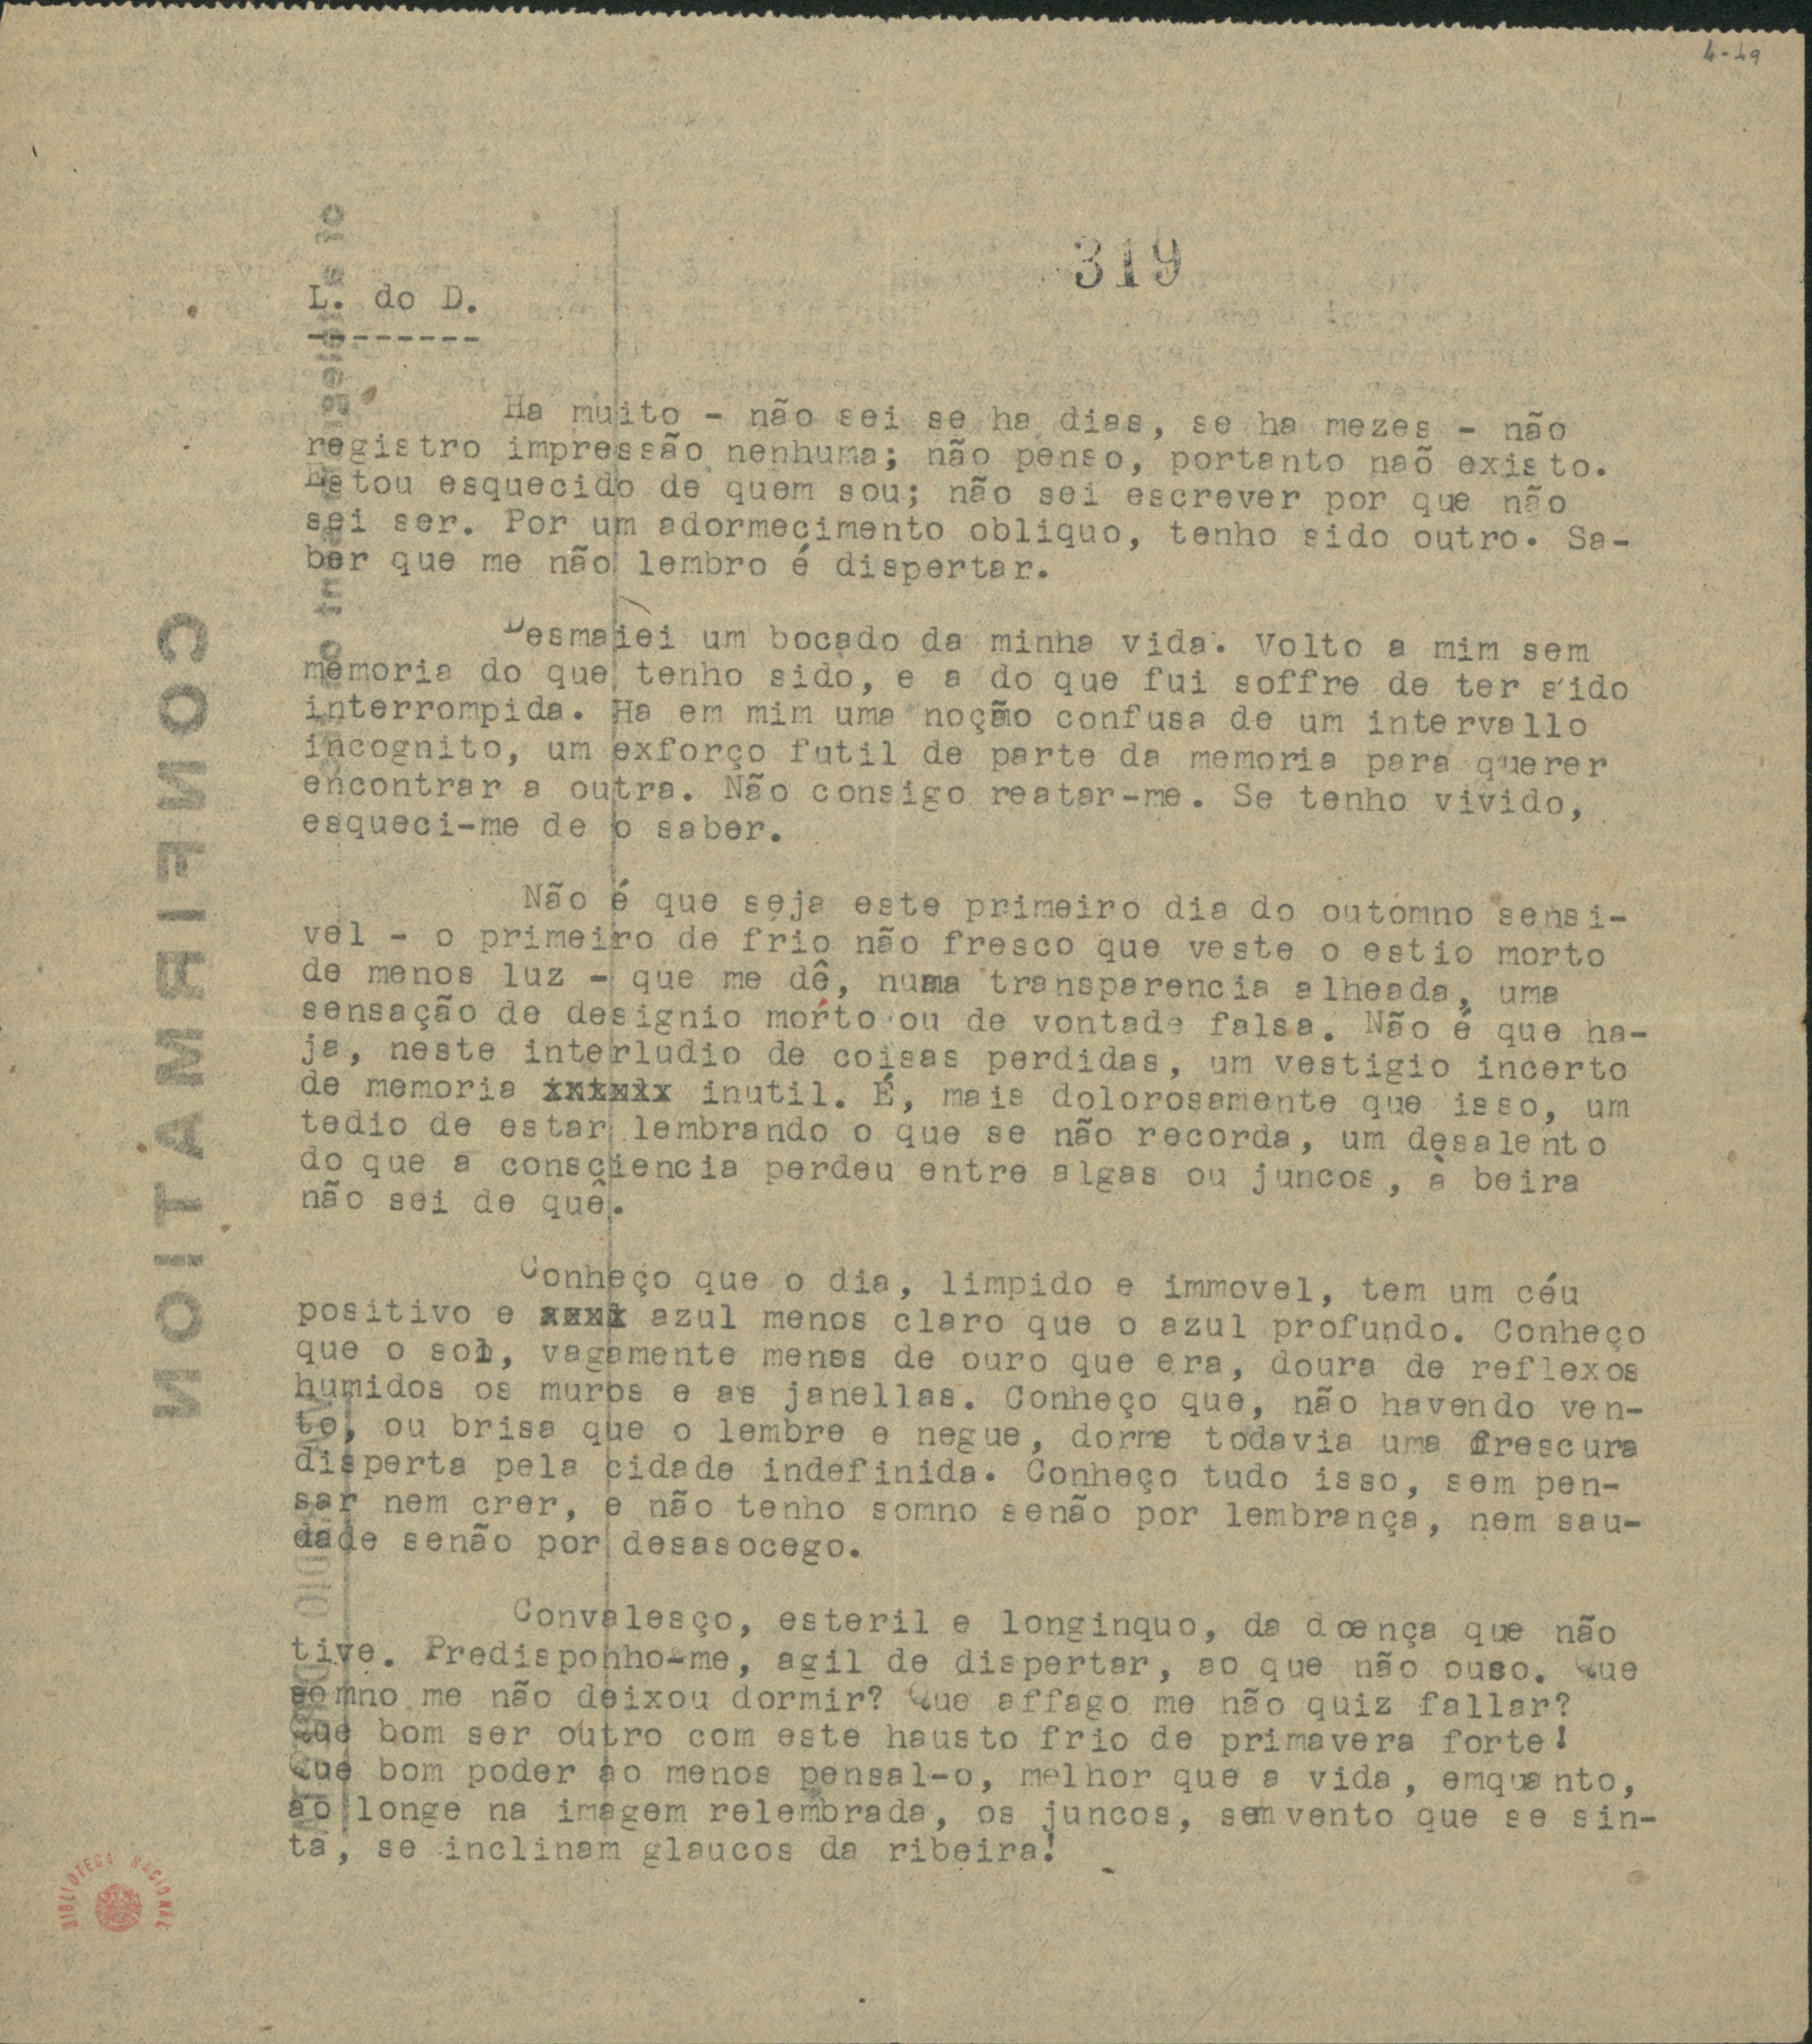 4-29
319
L. do D.
--------
Ha muito - não sei se ha dias, se ha mezes - não
registro impressão nenhuma; não penso, portanto naõ existo.
Estou esquecido de quem sou; não sei escrever por que não
sei ser. Por um adormecimento obliquo, tenho sido outro. Sa-
ber que me não lembro é dispertar.
Desmaiei um bocado da minha vida. Volto a mim sem
memoria do que tenho sido, e a do que fui soffre de ter sido
interrompida. Ha em mim uma noção confusa de um intervallo
incognito, um exforço futil de parte da memoria para querer
encontrar a outra. Não consigo reatar-me. Se tenho vivido,
esqueci-me de o saber.
Não é que seja este primeiro dia do outomno sensi-
vel - o primeiro de frio não fresco que veste o estio morto
de menos luz - que me dê, numa transparencia alheada, uma
sensação de designio morto ou de vontade falsa. Não é que ha-
ja, neste interludio de coisas perdidas, um vestigio incerto
de memoria inutil. É, mais dolorosamente que isso, um
tedio de estar lembrando o que se não recorda, um desalento
do que a consciencia perdeu entre algas ou juncos, à beira
não sei de quê.
Conheço que o dia, limpido e immovel, tem um céu
positivo e azul menos claro que o azul profundo. Conheço
que o sol, vagamente menos de ouro que era, doura de reflexos
humidos os muros e as janellas. Conheço que, não havendo ven-
to, ou brisa que o lembre e negue, dorme todavia uma frescura
disperta pela cidade indefinida. Conheço tudo isso, sem pen-
sar nem crer, e não tenho somno senão por lembrança, nem sau-
dade senão por desasocego.
Convalesço, esteril e longinquo, da doença que não
tive. Predisponho-me, agil de dispertar, ao que não ouso. Que
somno me não deixou dormir? Que affago me não quiz fallar?
Que bom ser outro com este hausto frio de primavera forte!
Que bom poder ao menos pensal-o, melhor que a vida, emquanto,
ao longe na imagem relembrada, os juncos, sem vento que se sin-
ta, se inclinam glaucos da ribeira!
CONFIRMATION
BIBLIOTECA NACIONAL